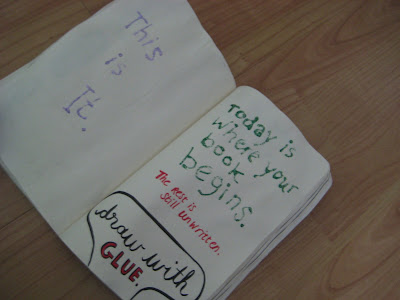 This
is
It.
Today is
where your
book
begins.
The rest is
still unwritten.
draw with
GLUE.